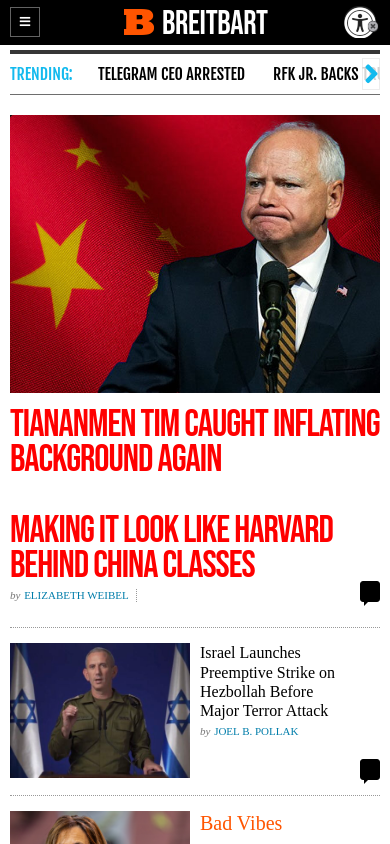 BREITBART
TRENDING:
TELEGRAM CEO ARRESTED
RFK JR. BACKS
TIANANMEN TIM CAUGHT INFLATING
BACKGROUND AGAIN
MAKING IT LOOK LIKE HARVARD
BEHIND CHINA CLASSES
by ELIZABETH WEIBEL
Israel Launches
Preemptive Strike on
Hezbollah Before
Major Terror Attack
by JOEL B. POLLAK
Bad Vibes